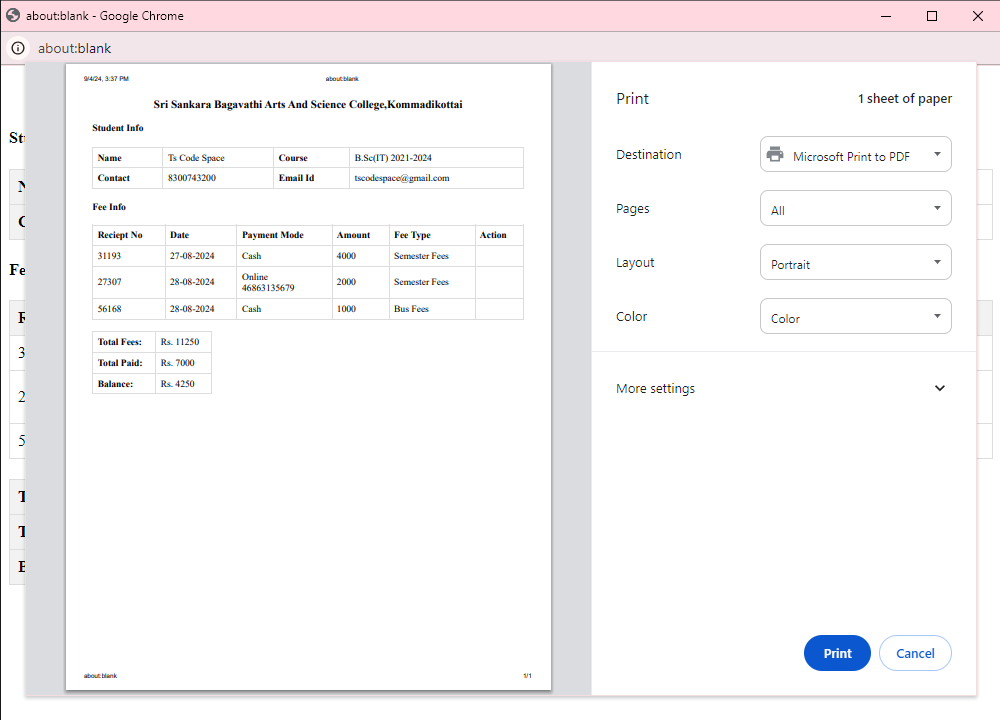 about:blank - Google Chrome
about:blank
9/4/24, 3:37 PM about:blank
Sri Sankara Bagavathi Arts And Science College,Kommadikottai
Student Info
Name Ts Code Space Course B.Sc(IT) 2021-2024
Contact 8300743200 Email Id tscodespace@gmail.com
Fee Info
Reciept No Date Payment Mode Amount Fee Type Action
31193 27-08-2024 Cash 4000 Semester Fees
27307 28-08-2024 Online 46863135679 2000 Semester Fees
56168 28-08-2024 Cash 1000 Bus Fees
Total Fees: Rs. 11250
Total Paid: Rs. 7000
Balance: Rs. 4250
about:blank 1/1
Print 1 sheet of paper
Destination Microsoft Print to PDF
Pages All
Layout Portrait
Color Color
More settings
Print Cancel